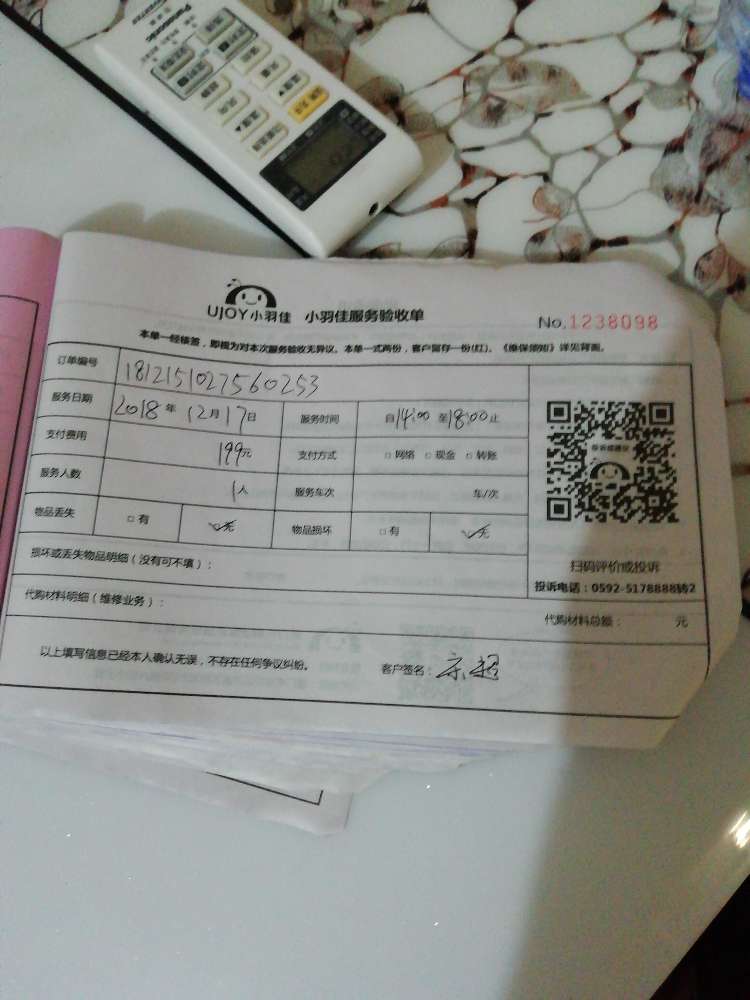 Panasonic
INVERTER
UJOY小羽佳 小羽佳服务验收单
No.1238098
本单一经核签，即视为对本次服务验收无异议。本单一式两份，客户留存一份(红)。《维保须知》详见背面。
订单编号 1812151027560253
服务日期 2018年12月17日 服务时间 自14:00至18:00止
支付费用 199元 支付方式 □网络 □现金 □转账
服务人数 1人 服务车次 车/次
物品丢失 □有 ☑无 物品损坏 □有 ☑无
损坏或丢失物品明细（没有可不填）：
扫码评价或投诉
投诉电话：0592-5178888转2
代购材料明细（维修业务）：
代购材料总额： 元
以上填写信息已经本人确认无误，不存在任何争议纠纷。 客户签名：